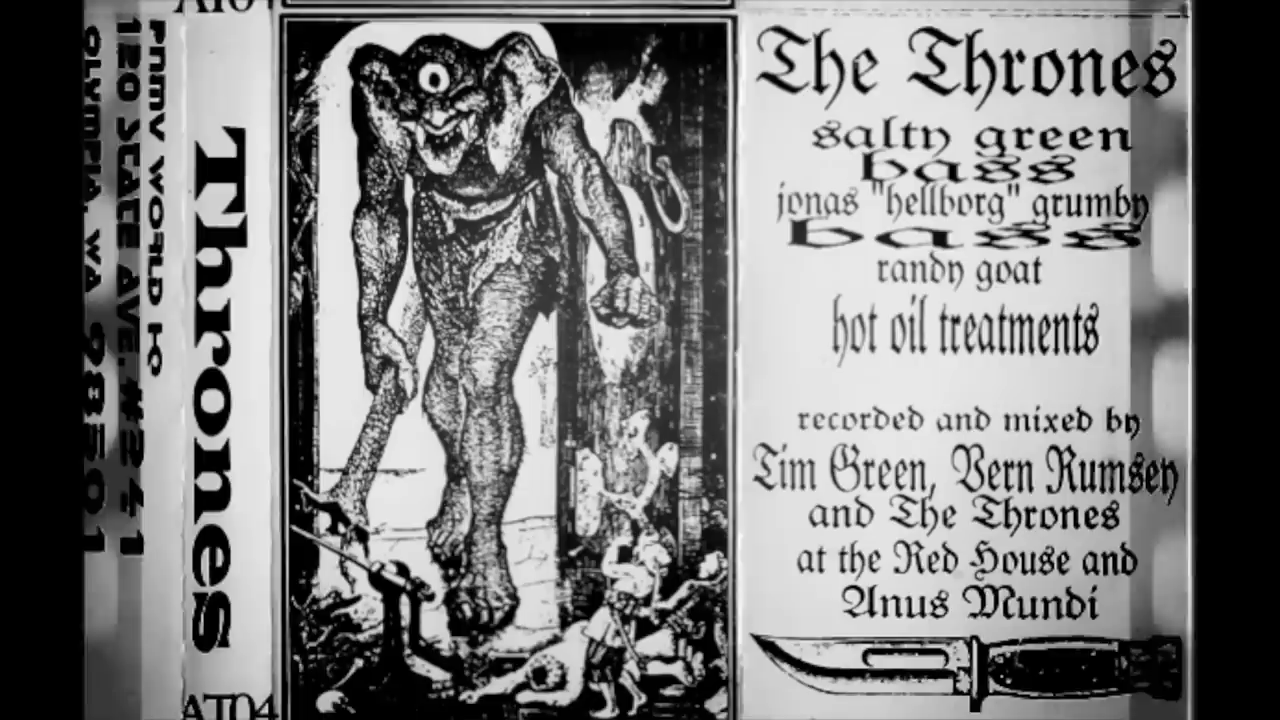 PNMV WORLD HQ
120 STATE AVE. #241
OLYMPIA, WA 98501
AT04
Thrones
AT04
The Thrones
salty green
bass
jonas "hellborg" grumby
bass
randy goat
hot oil treatments
recorded and mixed by
Tim Green, Vern Rumsey
and The Thrones
at the Red House and
Anus Mundi